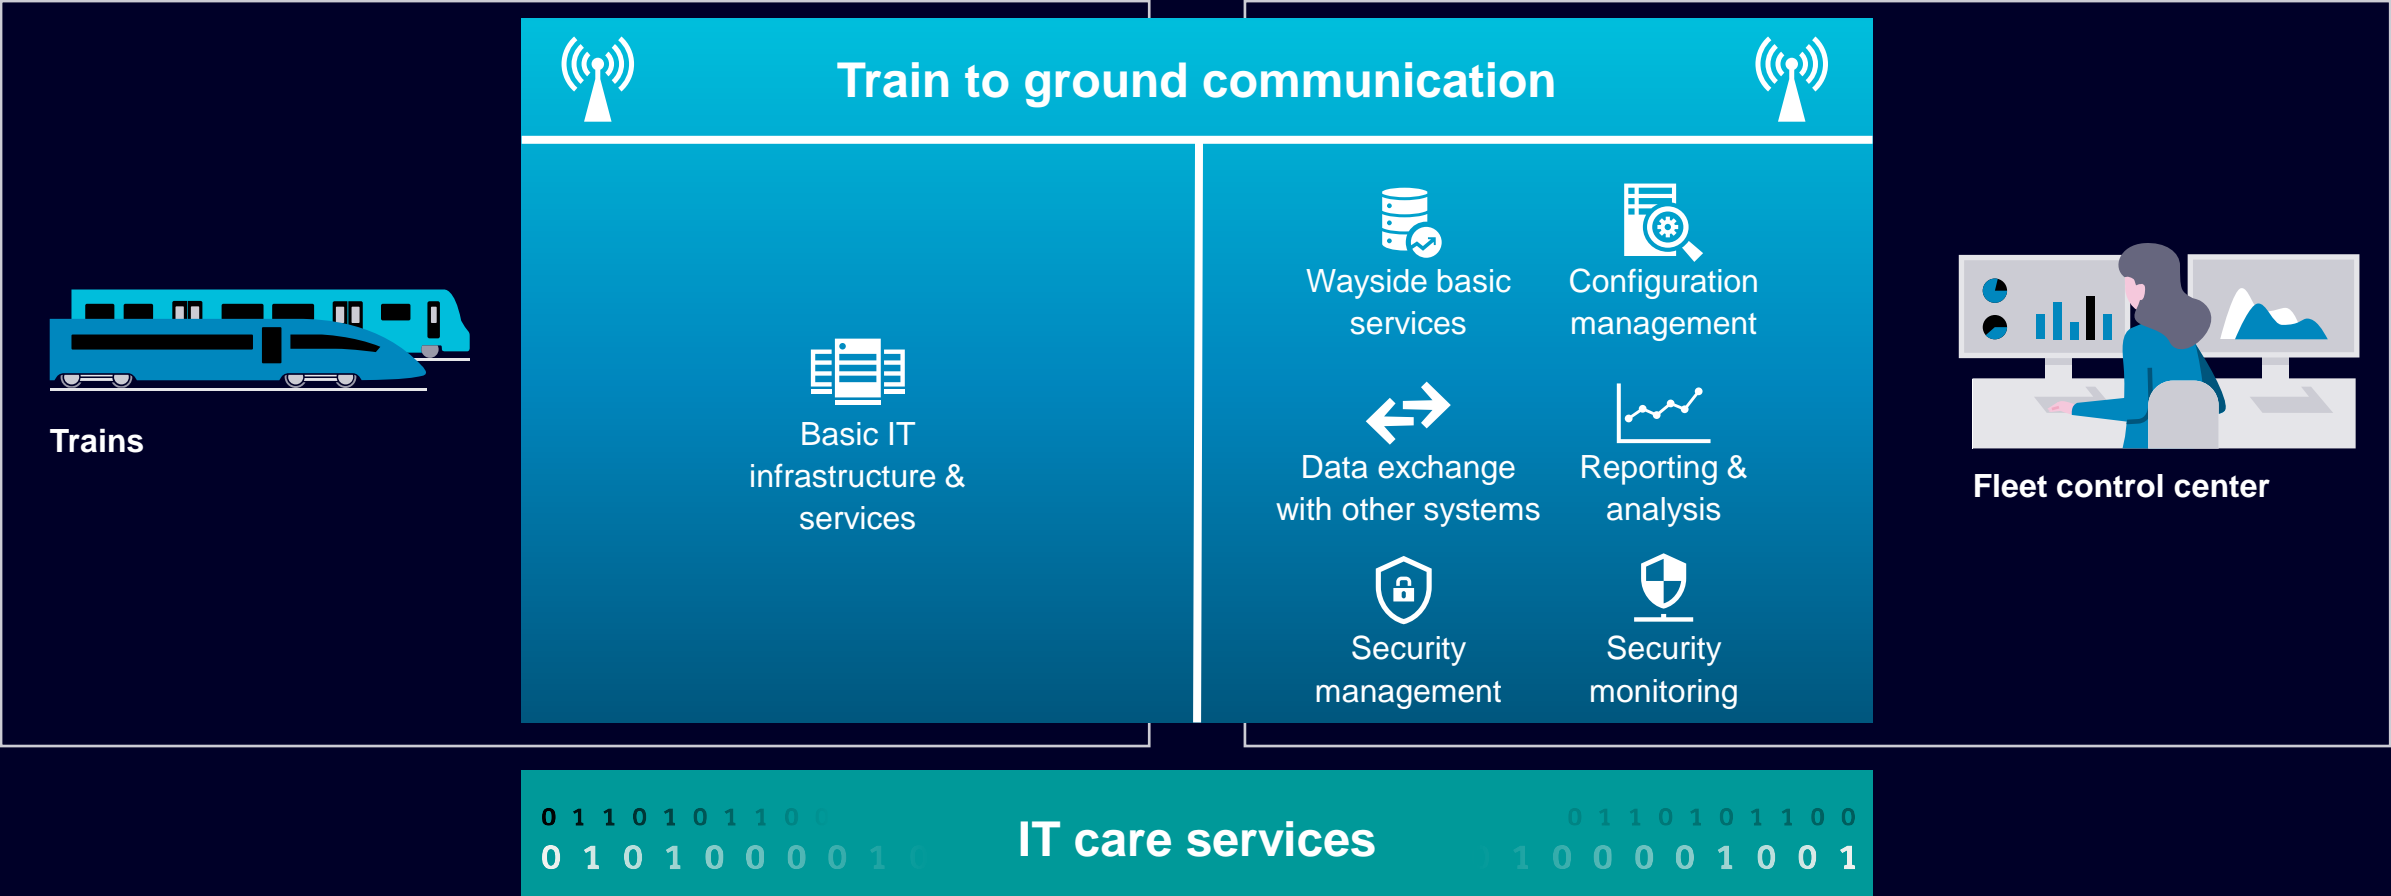 Train to ground communication
Trains
Basic IT
infrastructure &
services
Wayside basic
services
Configuration
management
Data exchange
with other systems
Reporting &
analysis
Security
management
Security
monitoring
Fleet control center
0 1 1 0 1 0 1 1 0 0
0 1 0 1 0 0 0 0 1 0
IT care services
0 1 1 0 1 0 1 1 0 0
1 1 0 0 0 0 1 0 0 1